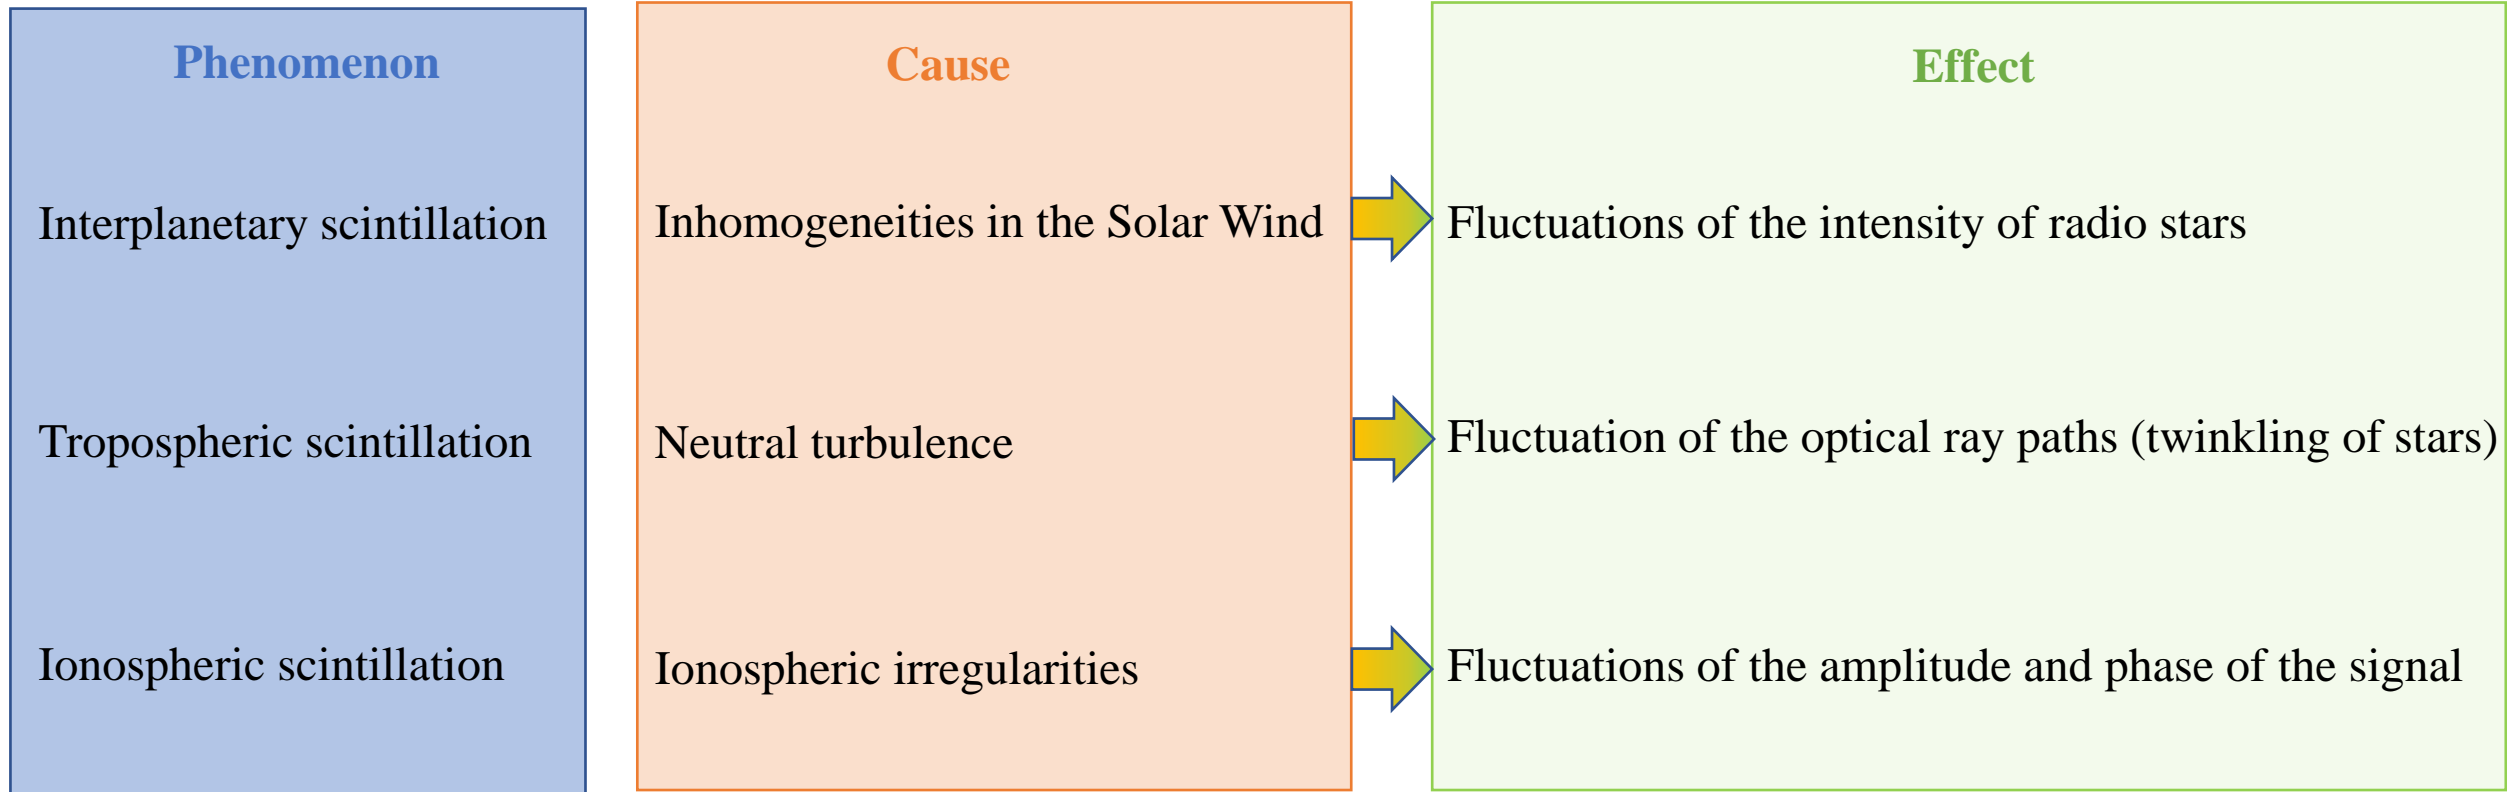 Phenomenon
Cause
Effect
Interplanetary scintillation
Inhomogeneities in the Solar Wind
Fluctuations of the intensity of radio stars
Tropospheric scintillation
Neutral turbulence
Fluctuation of the optical ray paths (twinkling of stars)
Ionospheric scintillation
Ionospheric irregularities
Fluctuations of the amplitude and phase of the signal